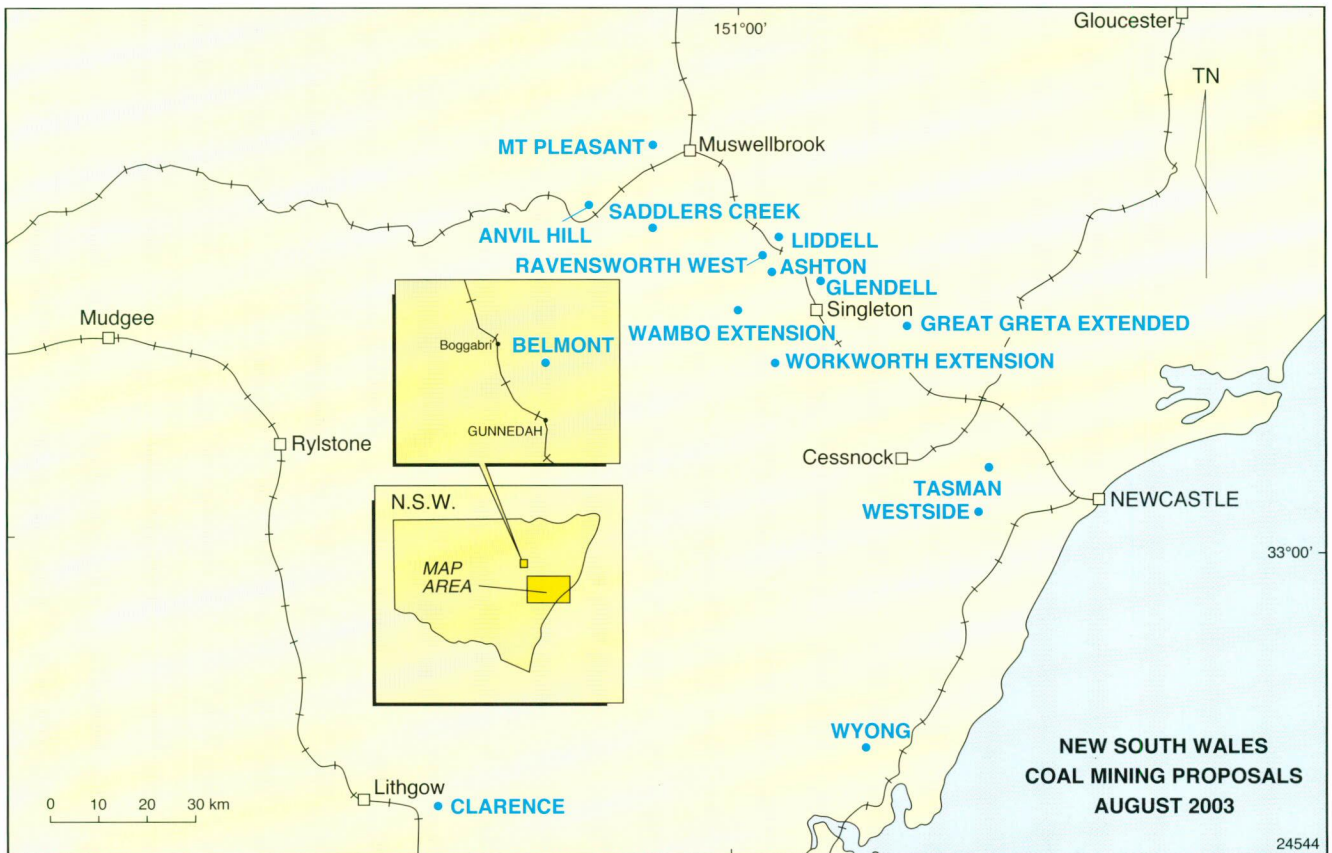 151°00'
Gloucester
TN
MT PLEASANT
Muswellbrook
SADDLERS CREEK
ANVIL HILL
LIDDELL
RAVENSWORTH WEST
ASHTON
GLENDELL
Singleton
Mudgee
WAMBO EXTENSION
GREAT GRETA EXTENDED
Boggabri
BELMONT
WORKWORTH EXTENSION
GUNNEDAH
Rylstone
Cessnock
TASMAN
NEWCASTLE
WESTSIDE
N.S.W.
MAP
AREA
33°00'
WYONG
NEW SOUTH WALES
COAL MINING PROPOSALS
AUGUST 2003
Lithgow
0 10 20 30 km
CLARENCE
24544